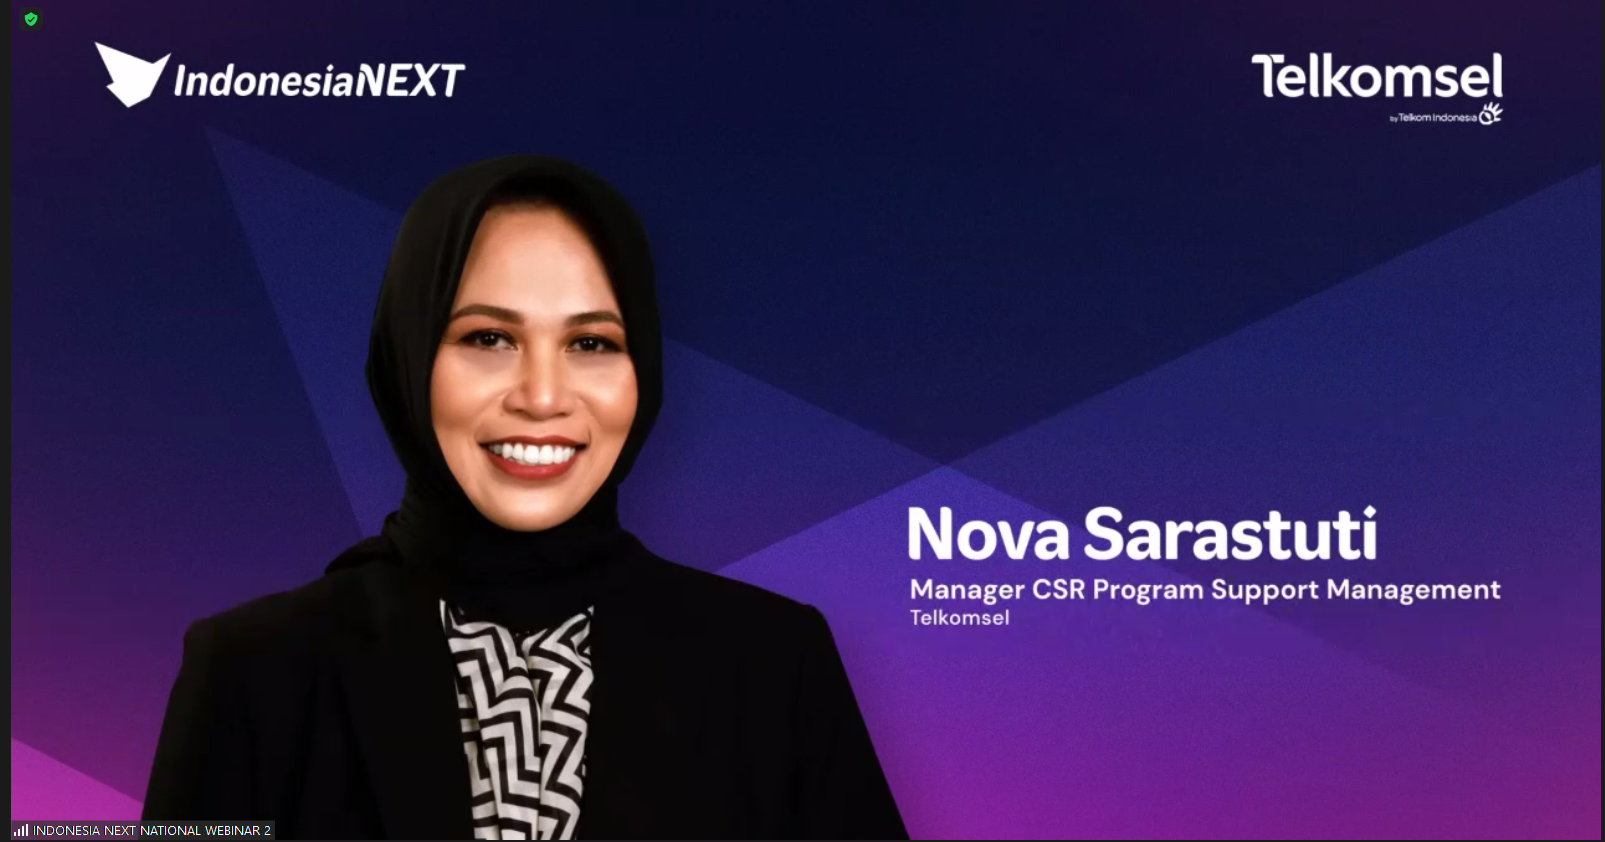 IndonesiaNEXT
Telkomsel
by Telkom Indonesia
Nova Sarastuti
Manager CSR Program Support Management
Telkomsel
INDONESIA NEXT NATIONAL WEBINAR 2